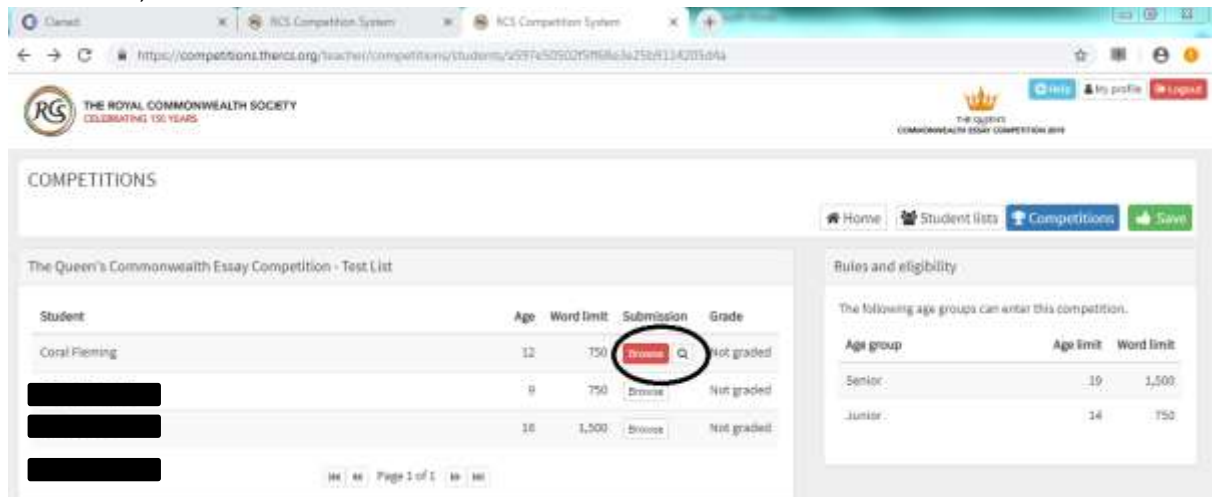 RCS Competition System
RCS Competition System
https://competitions.thercs.org/teacher/competitions/students/
RCS
THE ROYAL COMMONWEALTH SOCIETY
CELEBRATING 150 YEARS
Help My profile Logout
THE QUEEN'S
COMMONWEALTH ESSAY COMPETITION 2019
COMPETITIONS
Home Student lists Competitions Save
The Queen's Commonwealth Essay Competition - Test List
Student Age Word limit Submission Grade
Coral Fleming 12 750 Browse Not graded
9 750 Browse Not graded
1,500 Browse Not graded
Page 1 of 1
Rules and eligibility
The following age groups can enter this competition.
Age group Age limit Word limit
Senior 19 1,500
Junior 14 750